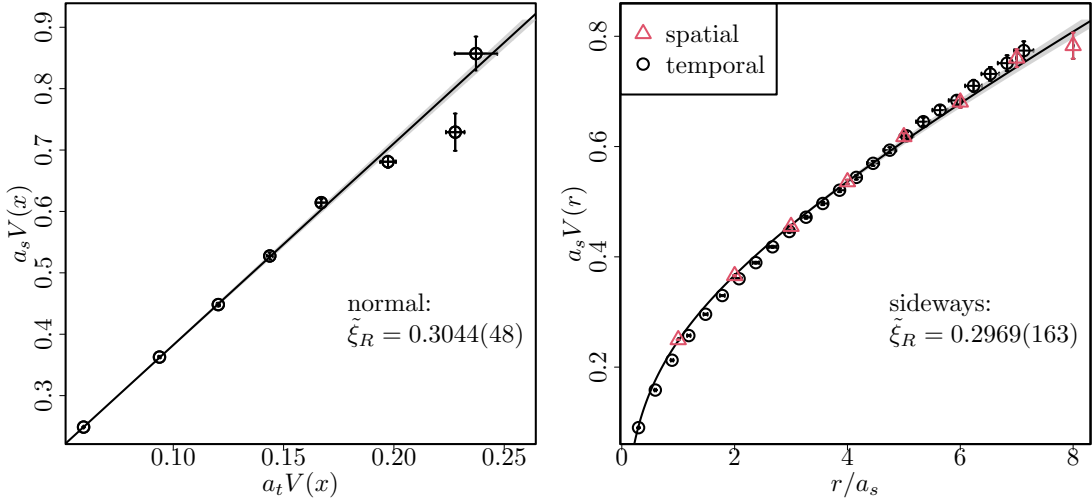 0.9
0.8
0.7
0.6
0.5
0.4
0.3
a_s V(x)
normal:
ξ̃_R = 0.3044(48)
0.10 0.15 0.20 0.25
a_t V(x)
spatial
temporal
0.8
0.6
0.4
0.2
a_s V(r)
sideways:
ξ̃_R = 0.2969(163)
0 2 4 6 8
r/a_s